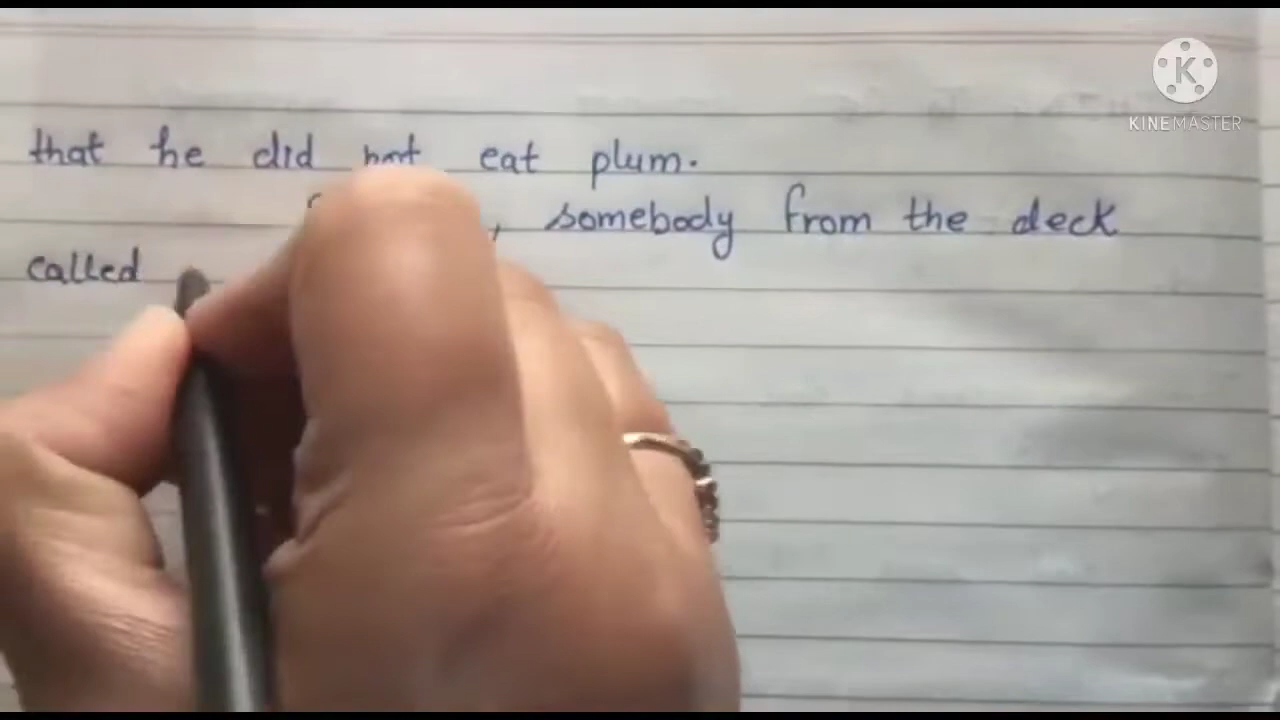 that he did not eat plum.
, somebody from the deck
called
KINEMASTER